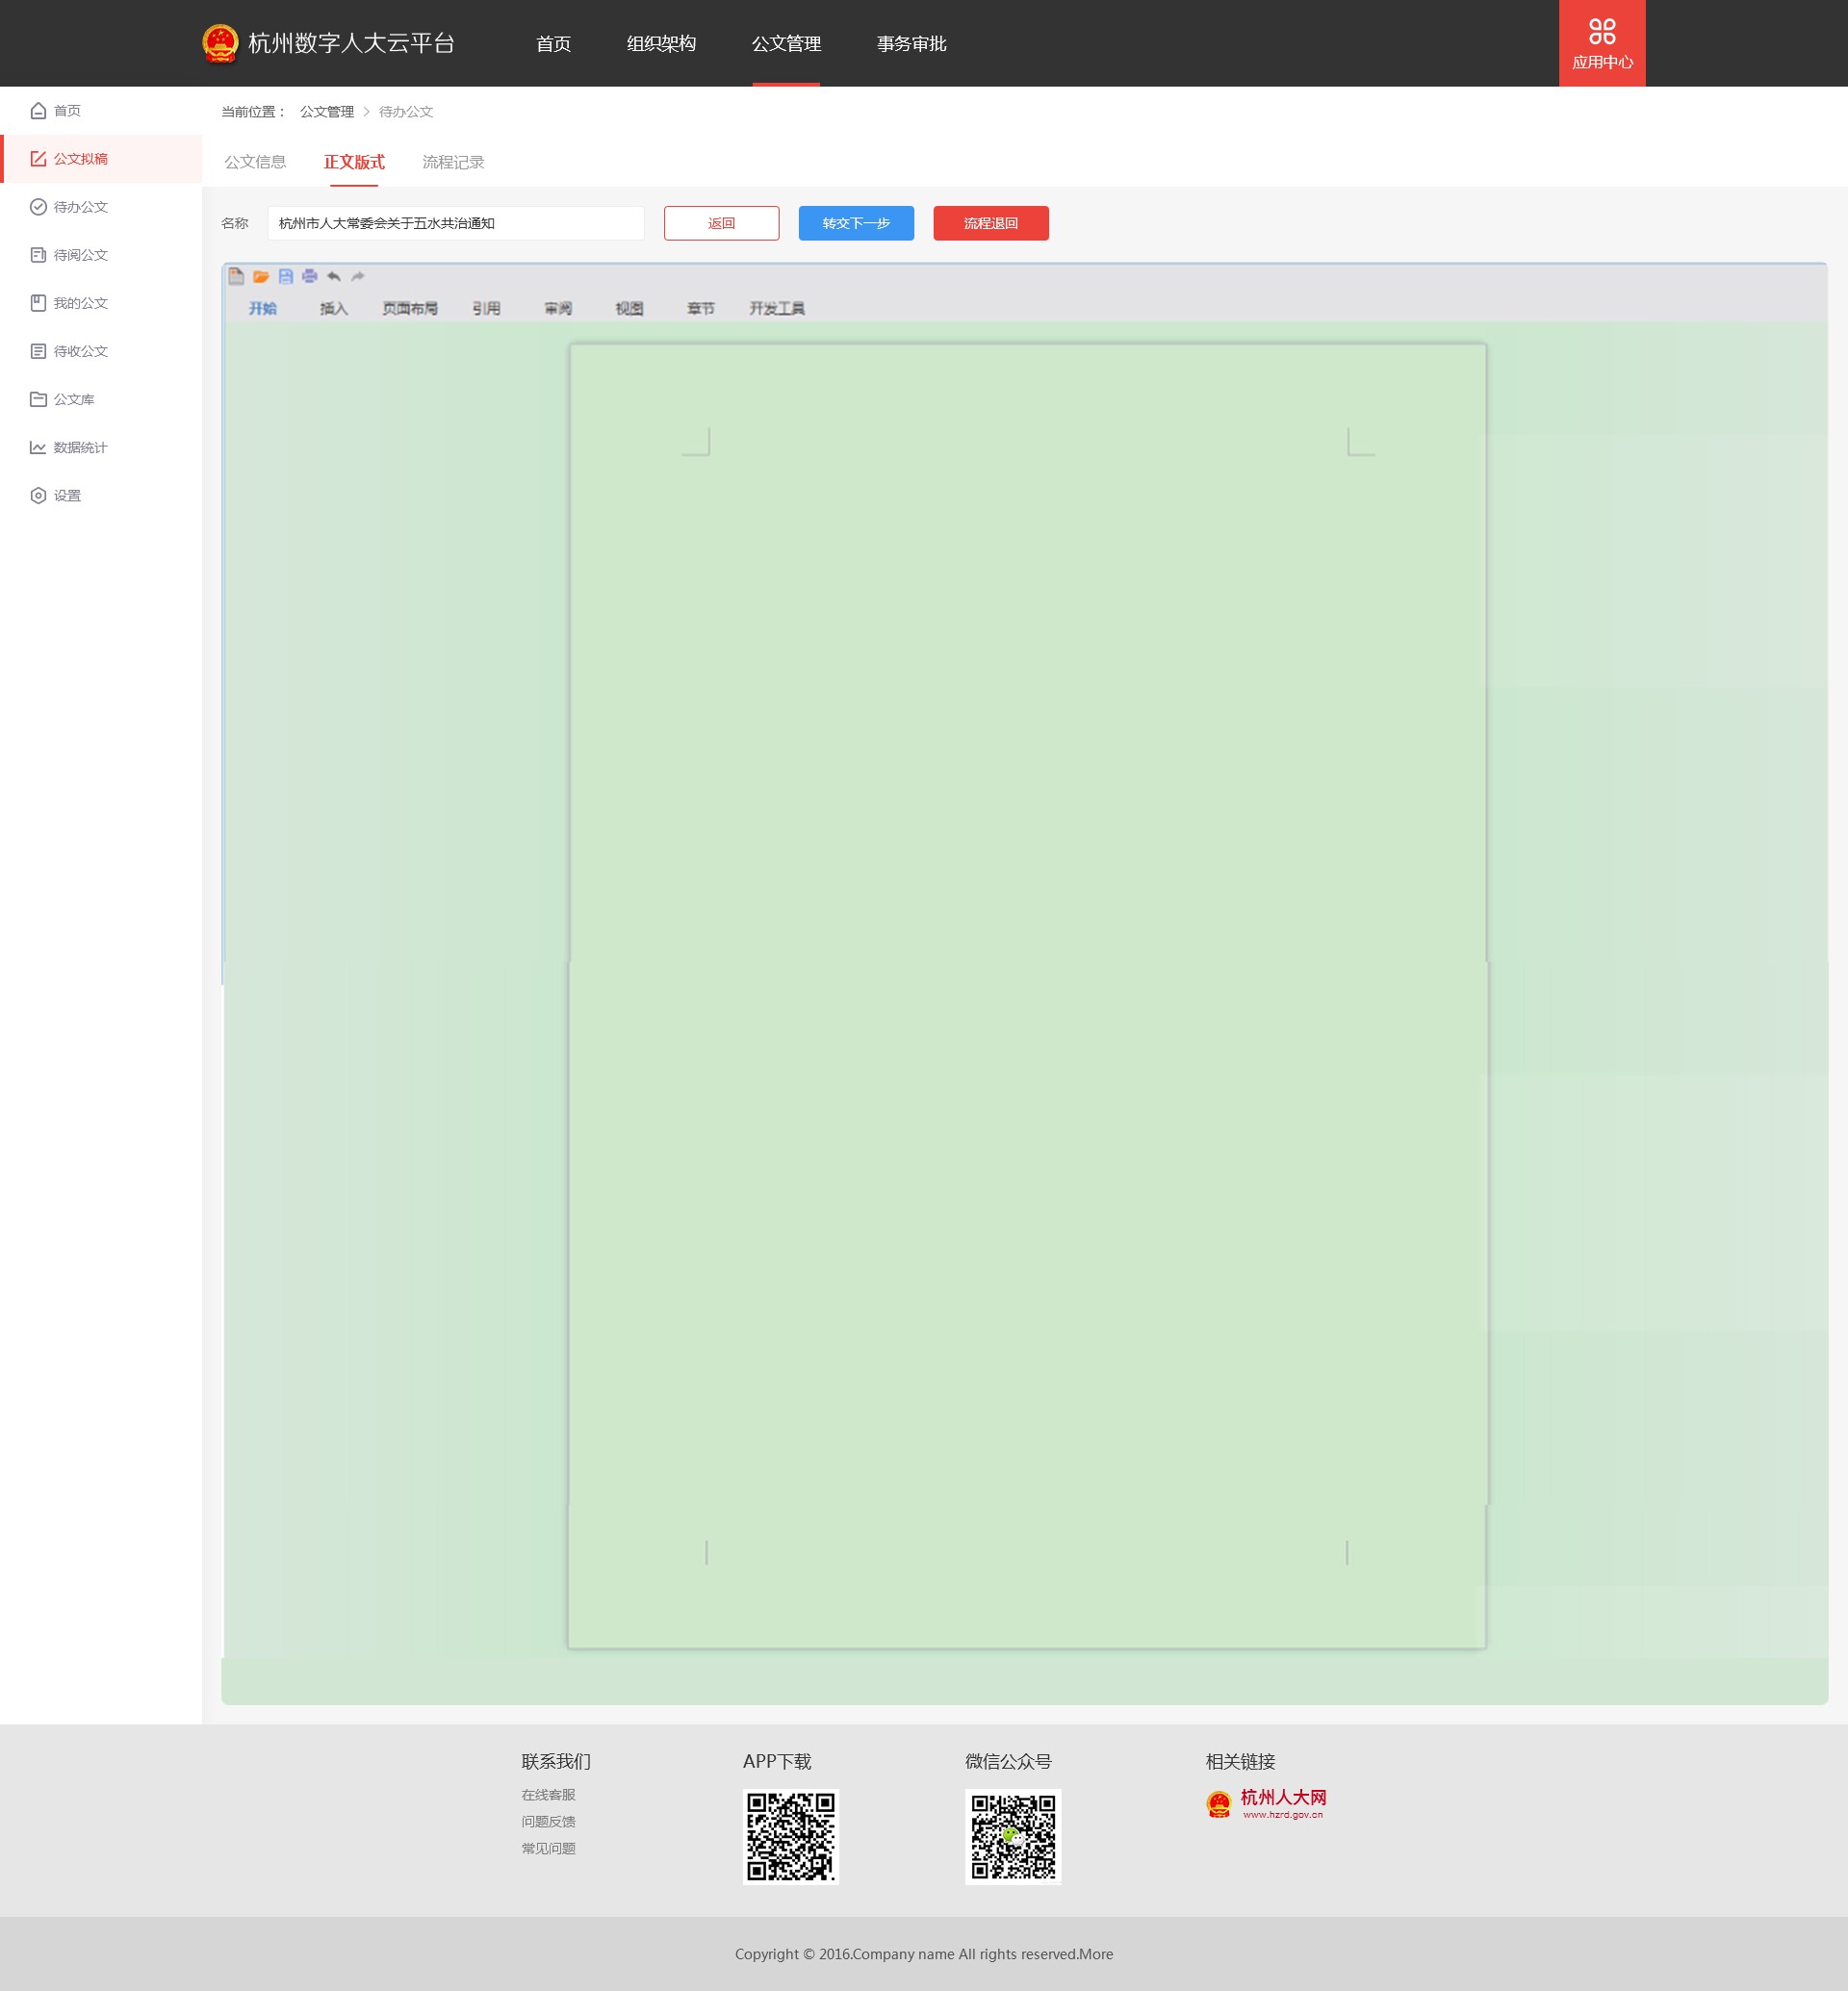 杭州数字人大云平台
首页 组织架构 公文管理 事务审批
应用中心
首页
公文拟稿
待办公文
待阅公文
我的公文
待收公文
公文库
数据统计
设置
当前位置： 公文管理 > 待办公文
公文信息 正文版式 流程记录
名称 杭州市人大常委会关于五水共治通知 返回 转交下一步 流程退回
开始 插入 页面布局 引用 审阅 视图 章节 开发工具
联系我们
在线客服
问题反馈
常见问题
APP下载
微信公众号
相关链接
杭州人大网
www.hzrd.gov.cn
Copyright © 2016.Company name All rights reserved.More